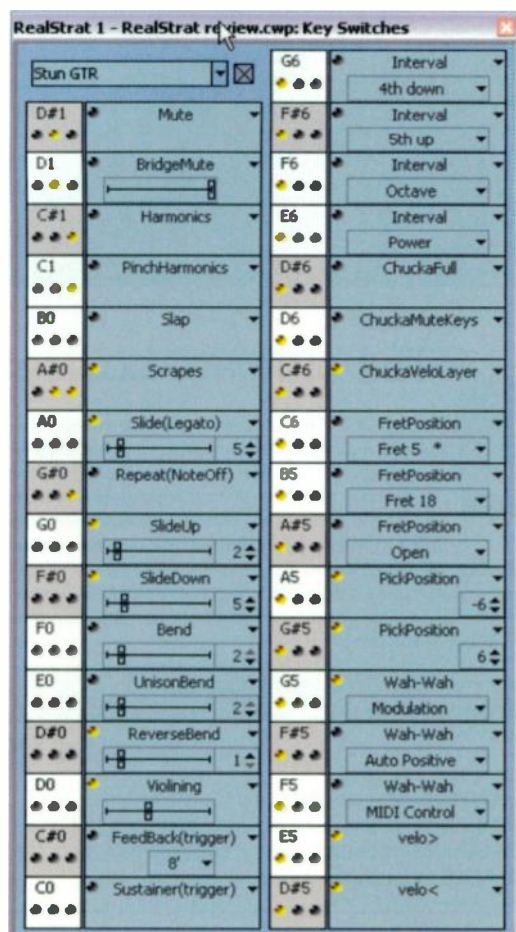 RealStrat 1 - RealStrat review.cwp: Key Switches
Stun GTR
D#1 Mute
D1 BridgeMute
C#1 Harmonics
C1 PinchHarmonics
B0 Slap
A#0 Scrapes
A0 Slide(Legato)
5
G#0 Repeat(NoteOff)
G0 SlideUp
2
F#0 SlideDown
5
F0 Bend
2
E0 UnisonBend
2
D#0 ReverseBend
1
D0 Violining
C#0 FeedBack(trigger)
8'
C0 Sustainer(trigger)
G6 Interval
4th down
F#6 Interval
5th up
F6 Interval
Octave
E6 Interval
Power
D#6 ChuckaFull
D6 ChuckaMuteKeys
C#6 ChuckaVeloLayer
C6 FretPosition
Fret 5 *
B5 FretPosition
Fret 18
A#5 FretPosition
Open
A5 PickPosition
-6
G#5 PickPosition
6
G5 Wah-Wah
Modulation
F#5 Wah-Wah
Auto Positive
F5 Wah-Wah
MIDI Control
E5 velo>
D#5 velo<